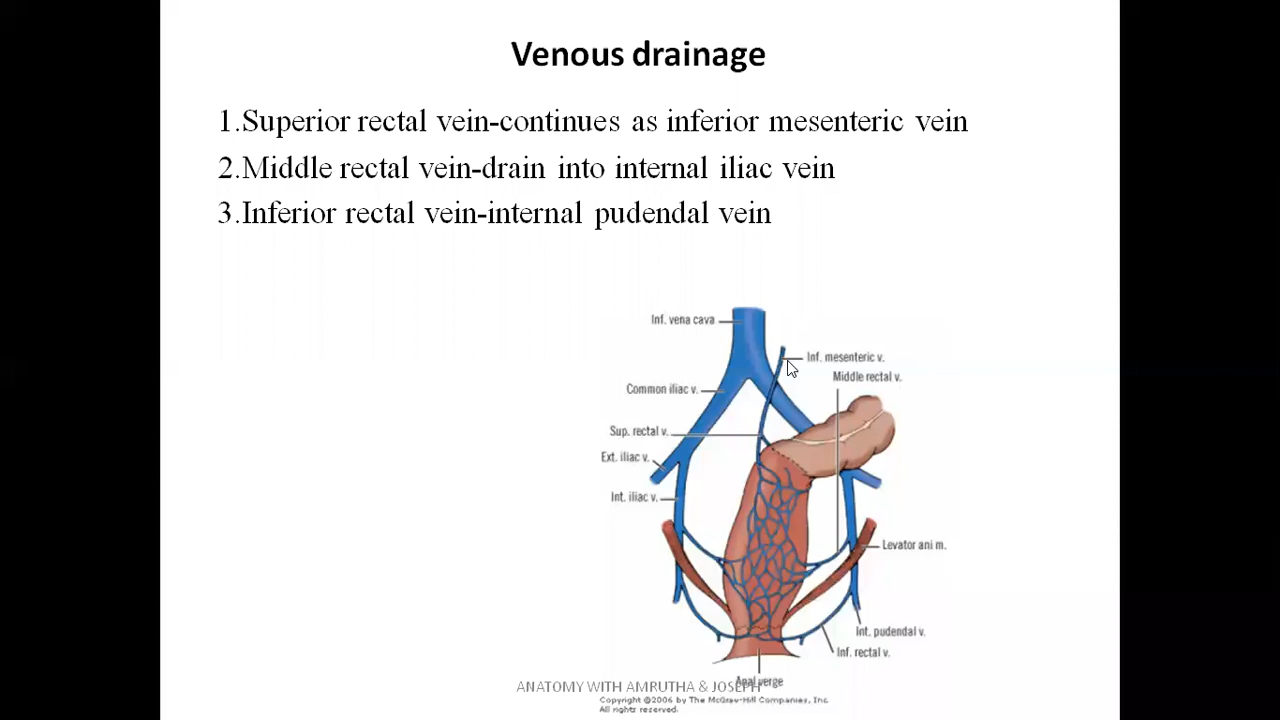 Venous drainage
1.Superior rectal vein-continues as inferior mesenteric vein
2.Middle rectal vein-drain into internal iliac vein
3.Inferior rectal vein-internal pudendal vein
Inf. vena cava
Inf. mesenteric v.
Middle rectal v.
Common iliac v.
Sup. rectal v.
Ext. iliac v.
Int. iliac v.
Levator ani m.
Int. pudendal v.
Inf. rectal v.
Anal verge
ANATOMY WITH AMRUTHA & JOSEPH
Copyright ©2006 by The McGraw-Hill Companies, Inc.
All rights reserved.